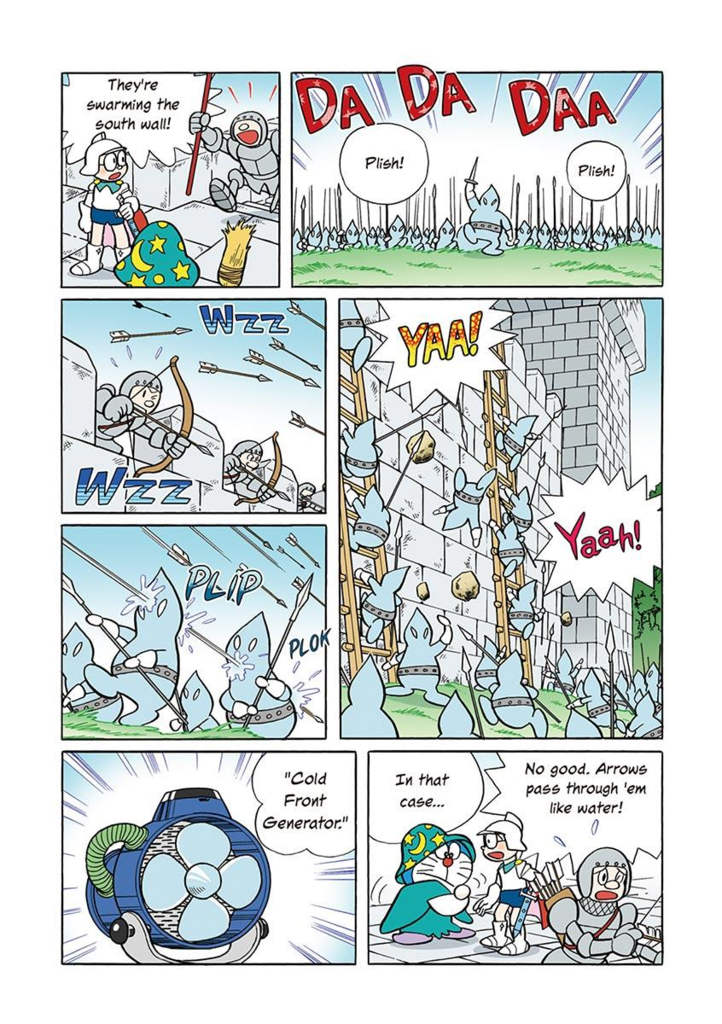 DA DA DAA
Plish!
Plish!
They're
swarming the
south wall!
YAA!
Yaah!
WZZ
WZZ
PLIP
PLOK
No good. Arrows
pass through 'em
like water!
In that
case...
"Cold
Front
Generator."